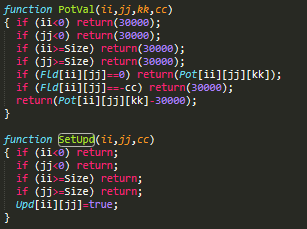 function PotVal(ii,jj,kk,cc)
{ if (ii<0) return(30000);
if (jj<0) return(30000);
if (ii>=Size) return(30000);
if (jj>=Size) return(30000);
if (Fld[ii][jj]==0) return(Pot[ii][jj][kk]);
if (Fld[ii][jj]==-cc) return(30000);
return(Pot[ii][jj][kk]-30000);
}
function SetUpd(ii,jj,cc)
{ if (ii<0) return;
if (jj<0) return;
if (ii>=Size) return;
if (jj>=Size) return;
Upd[ii][jj]=true;
}